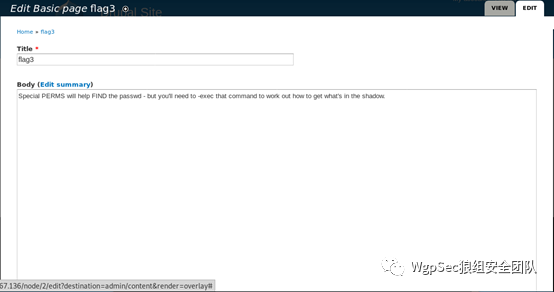 Edit Basic page flag3
VIEW
EDIT
Home » flag3
Title *
flag3
Body (Edit summary)
Special PERMS will help FIND the passwd - but you'll need to -exec that command to work out how to get what's in the shadow.
WgpSec狼组安全团队
67.136/node/2/edit?destination=admin/content&render=overlay#